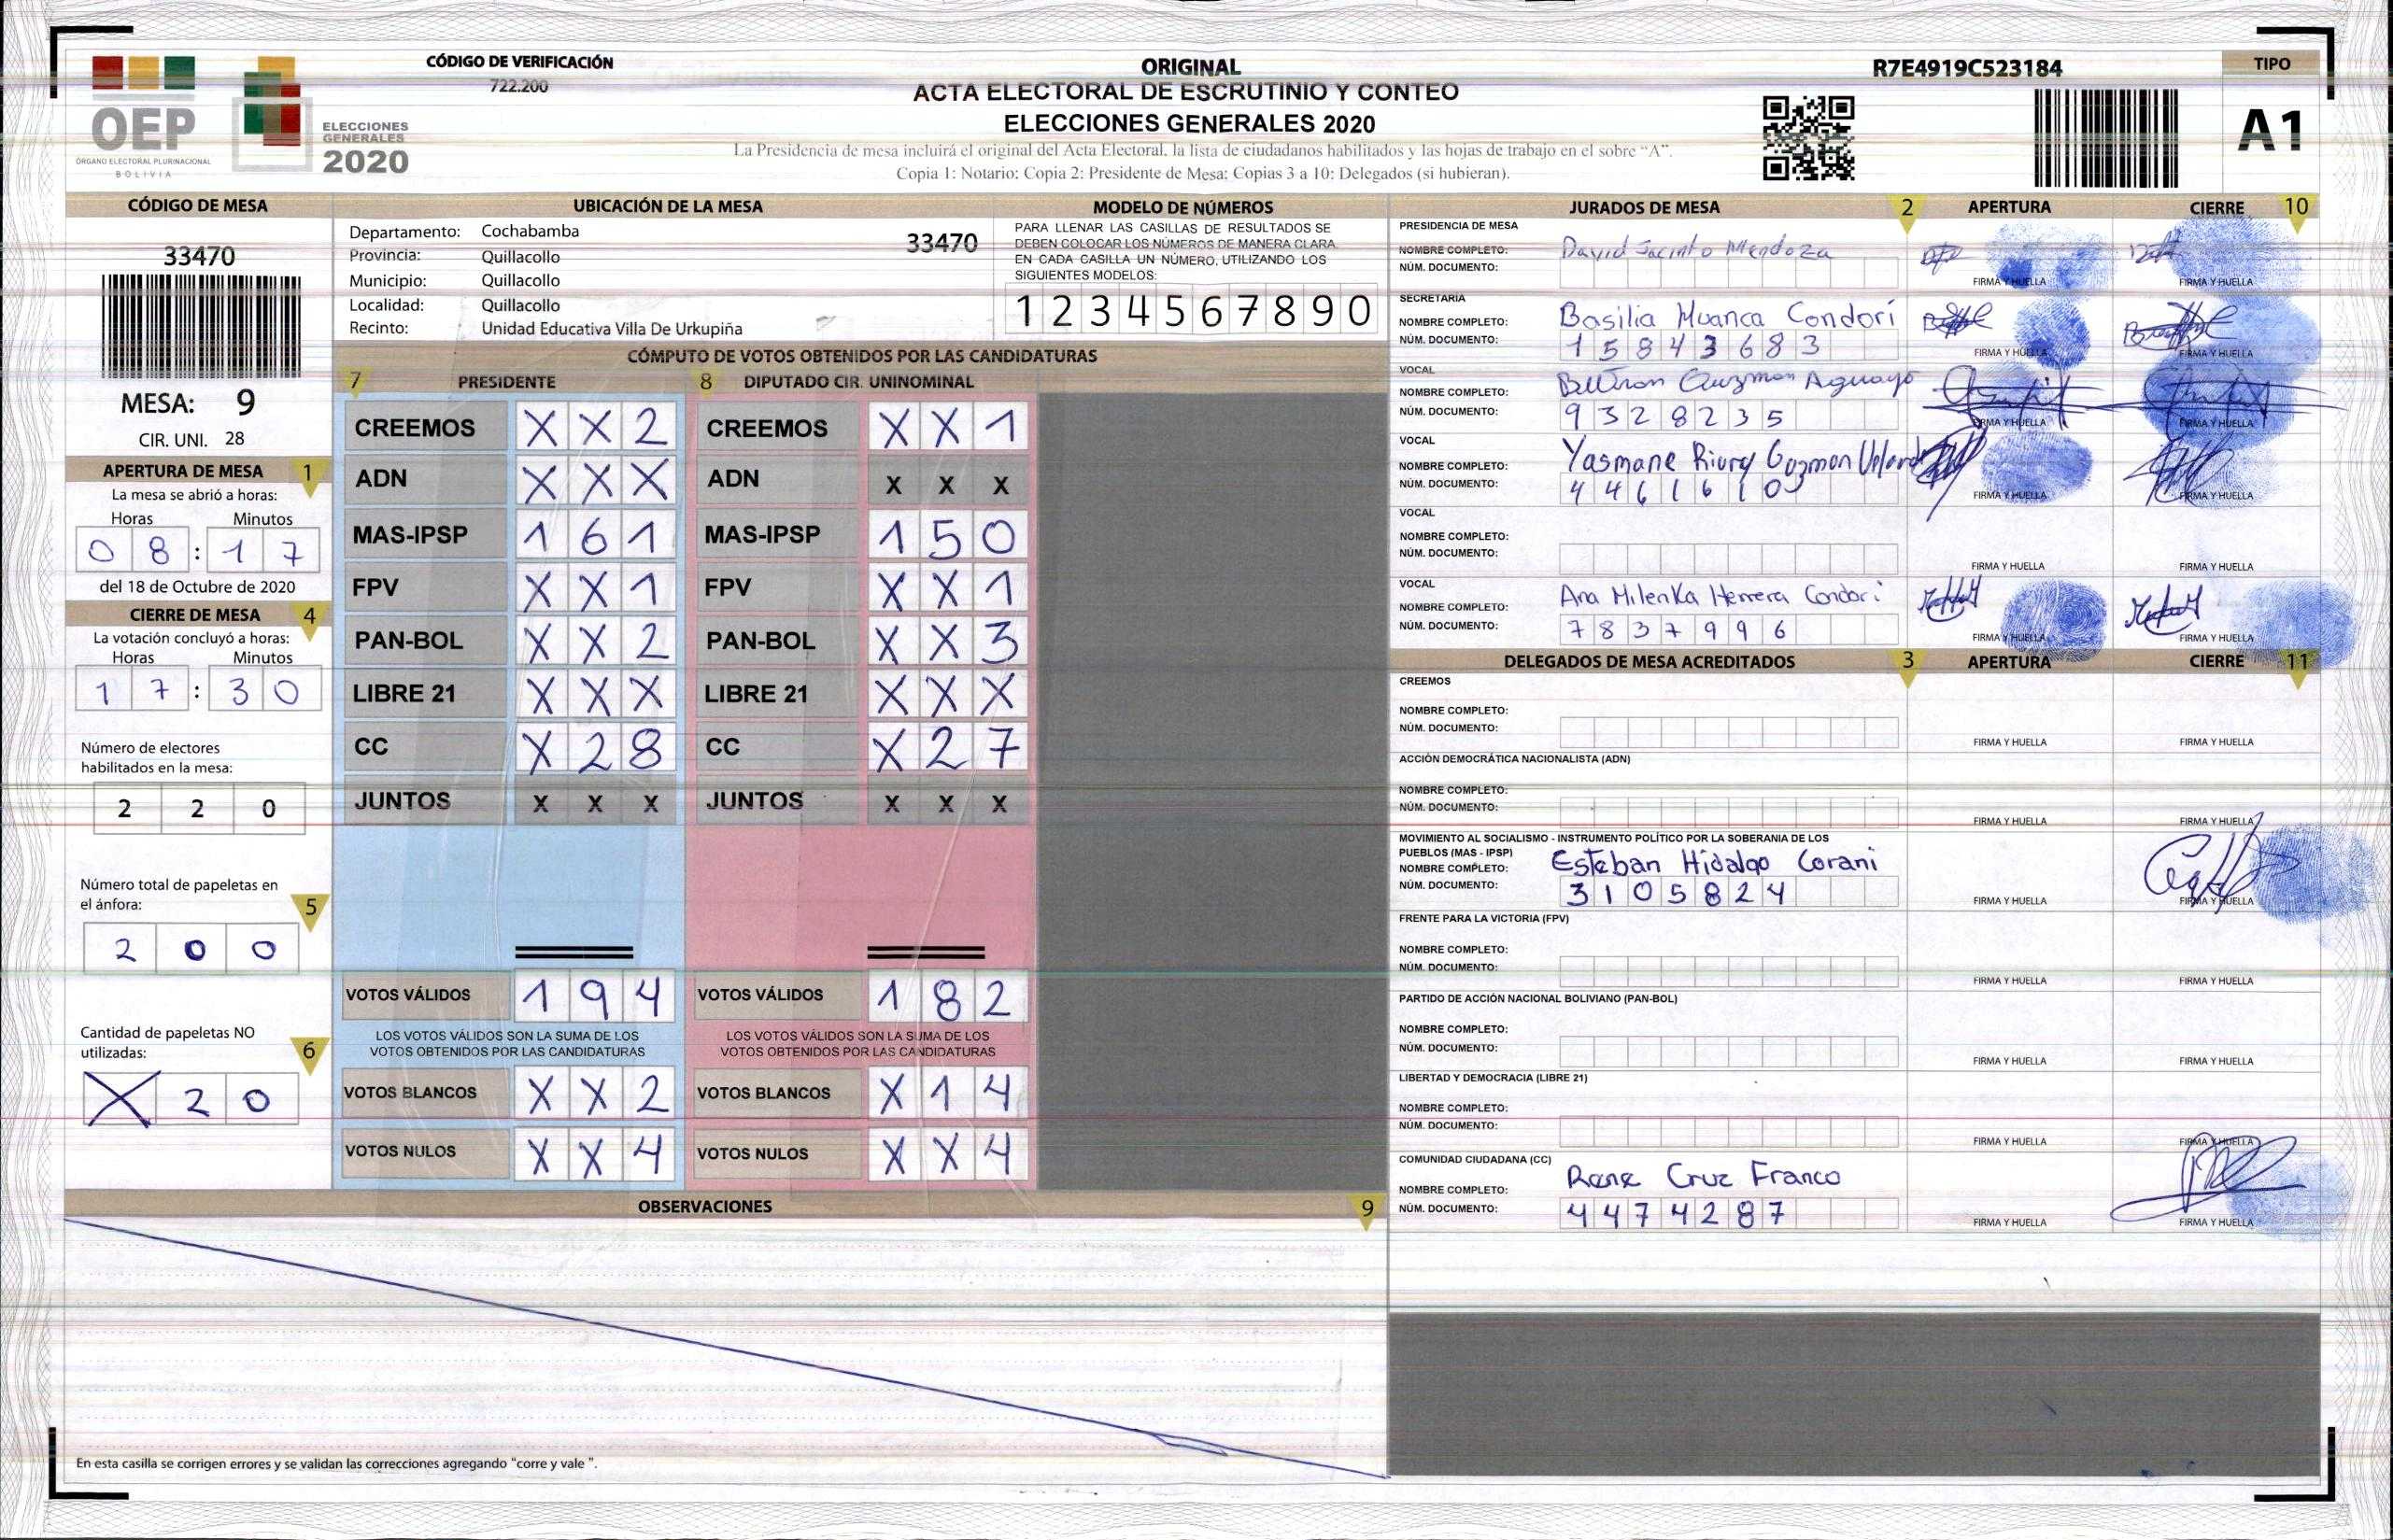 CÓDIGO DE VERIFICACIÓN
722.200
ORIGINAL
ACTA ELECTORAL DE ESCRUTINIO Y CONTEO
ELECCIONES GENERALES 2020
La Presidencia de mesa incluirá el original del Acta Electoral, la lista de ciudadanos habilitados y las hojas de trabajo en el sobre “A”.
Copia 1: Notario; Copia 2: Presidente de Mesa; Copias 3 a 10: Delegados (si hubieran).
R7E4919C523184
TIPO
A1
OEP
ÓRGANO ELECTORAL PLURINACIONAL
BOLIVIA
ELECCIONES
GENERALES
2020
CÓDIGO DE MESA
33470
MESA: 9
CIR. UNI. 28
APERTURA DE MESA 1
La mesa se abrió a horas:
Horas Minutos
0 8 : 1 7
del 18 de Octubre de 2020
CIERRE DE MESA 4
La votación concluyó a horas:
Horas Minutos
1 7 : 3 0
Número de electores
habilitados en la mesa:
2 2 0
Número total de papeletas en
el ánfora: 5
2 0 0
Cantidad de papeletas NO
utilizadas: 6
X 2 0
UBICACIÓN DE LA MESA
Departamento: Cochabamba
33470
Provincia: Quillacollo
Municipio: Quillacollo
Localidad: Quillacollo
Recinto: Unidad Educativa Villa De Urkupiña
MODELO DE NÚMEROS
PARA LLENAR LAS CASILLAS DE RESULTADOS SE
DEBEN COLOCAR LOS NÚMEROS DE MANERA CLARA.
EN CADA CASILLA UN NÚMERO, UTILIZANDO LOS
SIGUIENTES MODELOS:
1 2 3 4 5 6 7 8 9 0
CÓMPUTO DE VOTOS OBTENIDOS POR LAS CANDIDATURAS
7 PRESIDENTE 8 DIPUTADO CIR. UNINOMINAL
CREEMOS X X 2 CREEMOS X X 1
ADN X X X ADN X X X
MAS-IPSP 1 6 1 MAS-IPSP 1 5 0
FPV X X 1 FPV X X 1
PAN-BOL X X 2 PAN-BOL X X 3
LIBRE 21 X X X LIBRE 21 X X X
CC X 2 8 CC X 2 7
JUNTOS X X X JUNTOS X X X
VOTOS VÁLIDOS 1 9 4 VOTOS VÁLIDOS 1 8 2
LOS VOTOS VÁLIDOS SON LA SUMA DE LOS LOS VOTOS VÁLIDOS SON LA SUMA DE LOS
VOTOS OBTENIDOS POR LAS CANDIDATURAS VOTOS OBTENIDOS POR LAS CANDIDATURAS
VOTOS BLANCOS X X 2 VOTOS BLANCOS X 1 4
VOTOS NULOS X X 4 VOTOS NULOS X X 4
OBSERVACIONES 9
En esta casilla se corrigen errores y se validan las correcciones agregando "corre y vale ".
JURADOS DE MESA 2 APERTURA CIERRE 10
PRESIDENCIA DE MESA
NOMBRE COMPLETO: David Jacinto Mendoza
NÚM. DOCUMENTO:
FIRMA Y HUELLA FIRMA Y HUELLA
SECRETARIA
NOMBRE COMPLETO: Basilia Huanca Condori
NÚM. DOCUMENTO: 1 5 8 4 3 6 8 3
FIRMA Y HUELLA FIRMA Y HUELLA
VOCAL
NOMBRE COMPLETO: Beltran Guzman Aguayo
NÚM. DOCUMENTO: 9 3 2 8 2 3 5
FIRMA Y HUELLA FIRMA Y HUELLA
VOCAL
NOMBRE COMPLETO: Yasmane Guzman
NÚM. DOCUMENTO: 4 4 6 1 6 1 0
FIRMA Y HUELLA FIRMA Y HUELLA
VOCAL
NOMBRE COMPLETO:
NÚM. DOCUMENTO:
FIRMA Y HUELLA FIRMA Y HUELLA
VOCAL
NOMBRE COMPLETO: Ana Milenka Herrera Condori
NÚM. DOCUMENTO: 7 8 3 7 9 9 6
FIRMA Y HUELLA FIRMA Y HUELLA
DELEGADOS DE MESA ACREDITADOS 3 APERTURA CIERRE 11
CREEMOS
NOMBRE COMPLETO:
NÚM. DOCUMENTO:
FIRMA Y HUELLA FIRMA Y HUELLA
ACCIÓN DEMOCRÁTICA NACIONALISTA (ADN)
NOMBRE COMPLETO:
NÚM. DOCUMENTO:
FIRMA Y HUELLA FIRMA Y HUELLA
MOVIMIENTO AL SOCIALISMO - INSTRUMENTO POLÍTICO POR LA SOBERANIA DE LOS
PUEBLOS (MAS - IPSP)
NOMBRE COMPLETO: Esteban Hidalgo Corani
NÚM. DOCUMENTO: 3 1 0 5 8 2 4
FIRMA Y HUELLA FIRMA Y HUELLA
FRENTE PARA LA VICTORIA (FPV)
NOMBRE COMPLETO:
NÚM. DOCUMENTO:
FIRMA Y HUELLA FIRMA Y HUELLA
PARTIDO DE ACCIÓN NACIONAL BOLIVIANO (PAN-BOL)
NOMBRE COMPLETO:
NÚM. DOCUMENTO:
FIRMA Y HUELLA FIRMA Y HUELLA
LIBERTAD Y DEMOCRACIA (LIBRE 21)
NOMBRE COMPLETO:
NÚM. DOCUMENTO:
FIRMA Y HUELLA FIRMA Y HUELLA
COMUNIDAD CIUDADANA (CC)
NOMBRE COMPLETO: Rene Cruz Franco
NÚM. DOCUMENTO: 4 4 7 4 2 8 7
FIRMA Y HUELLA FIRMA Y HUELLA